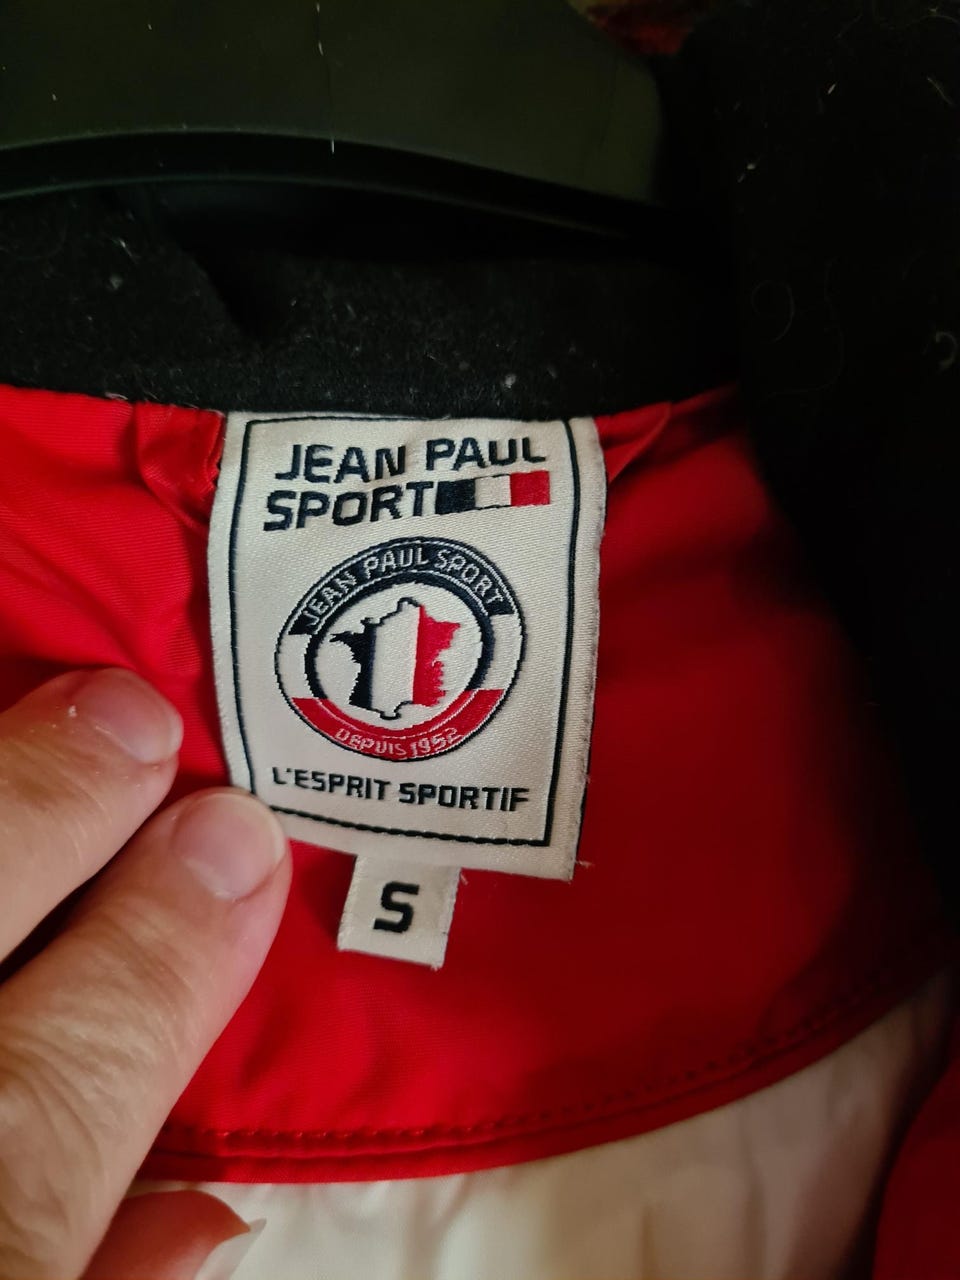 JEAN PAUL
SPORT
JEAN PAUL SPORT
DEPUIS 1952
L'ESPRIT SPORTIF
S